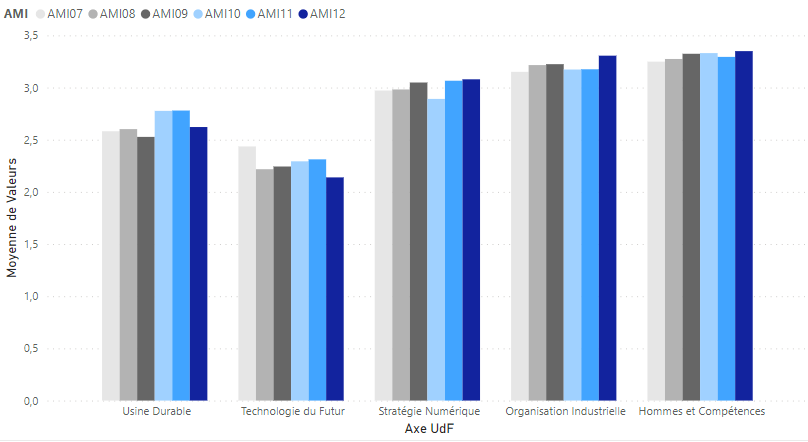 AMI AMI07 AMI08 AMI09 AMI10 AMI11 AMI12
3,5
3,0
2,5
2,0
1,5
1,0
0,5
0,0
Moyenne de Valeurs
Usine Durable Technologie du Futur Stratégie Numérique Organisation Industrielle Hommes et Compétences
Axe UdF